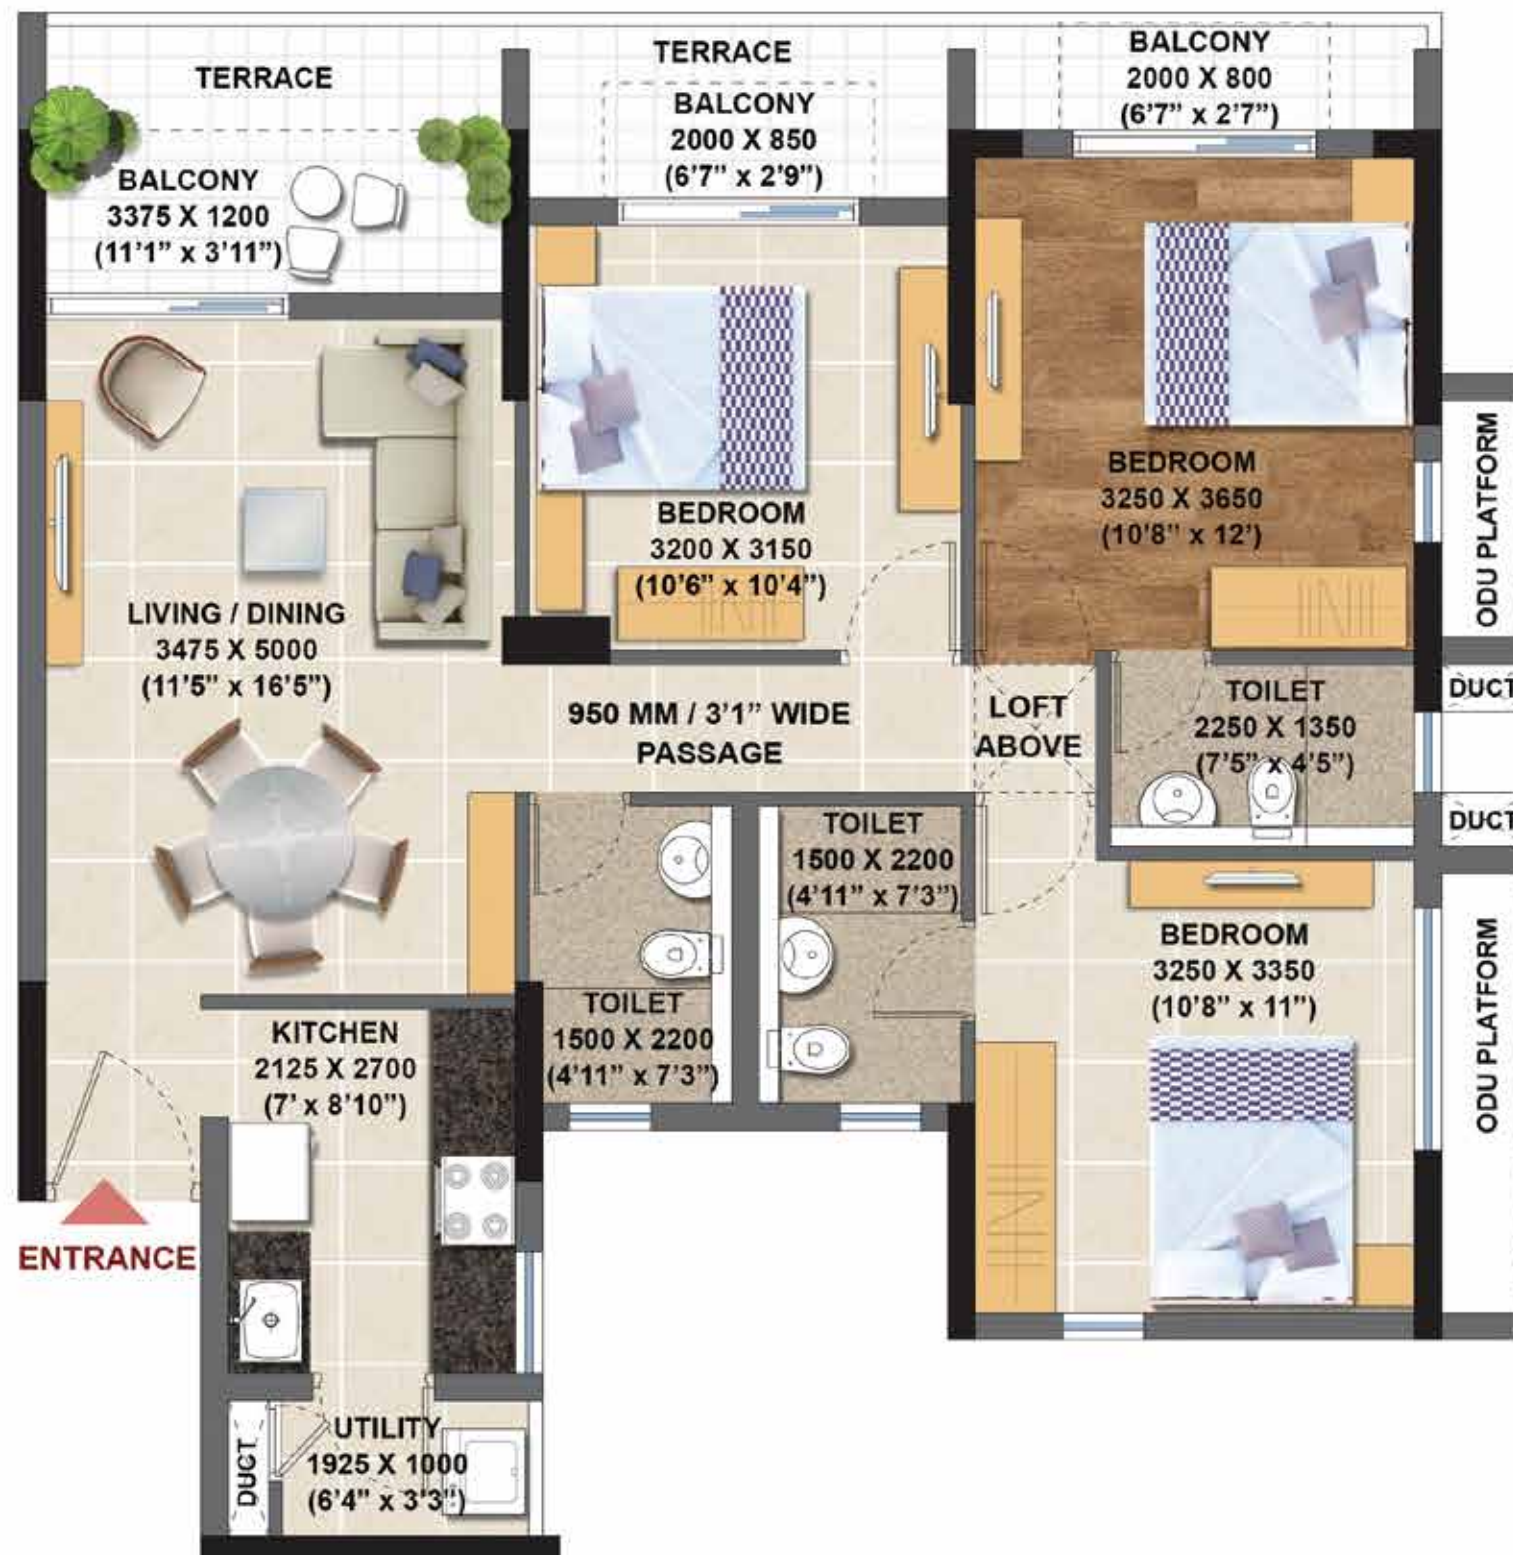 TERRACE
BALCONY
3375 X 1200
(11'1" x 3'11")
TERRACE
BALCONY
2000 X 850
(6'7" x 2'9")
BALCONY
2000 X 800
(6'7" x 2'7")
BEDROOM
3200 X 3150
(10'6" x 10'4")
BEDROOM
3250 X 3650
(10'8" x 12')
ODU PLATFORM
LIVING / DINING
3475 X 5000
(11'5" x 16'5")
950 MM / 3'1" WIDE
PASSAGE
LOFT
ABOVE
TOILET
2250 X 1350
(7'5" x 4'5")
DUCT
DUCT
TOILET
1500 X 2200
(4'11" x 7'3")
TOILET
1500 X 2200
(4'11" x 7'3")
BEDROOM
3250 X 3350
(10'8" x 11")
ODU PLATFORM
KITCHEN
2125 X 2700
(7' x 8'10")
ENTRANCE
UTILITY
1925 X 1000
(6'4" x 3'3")
DUCT